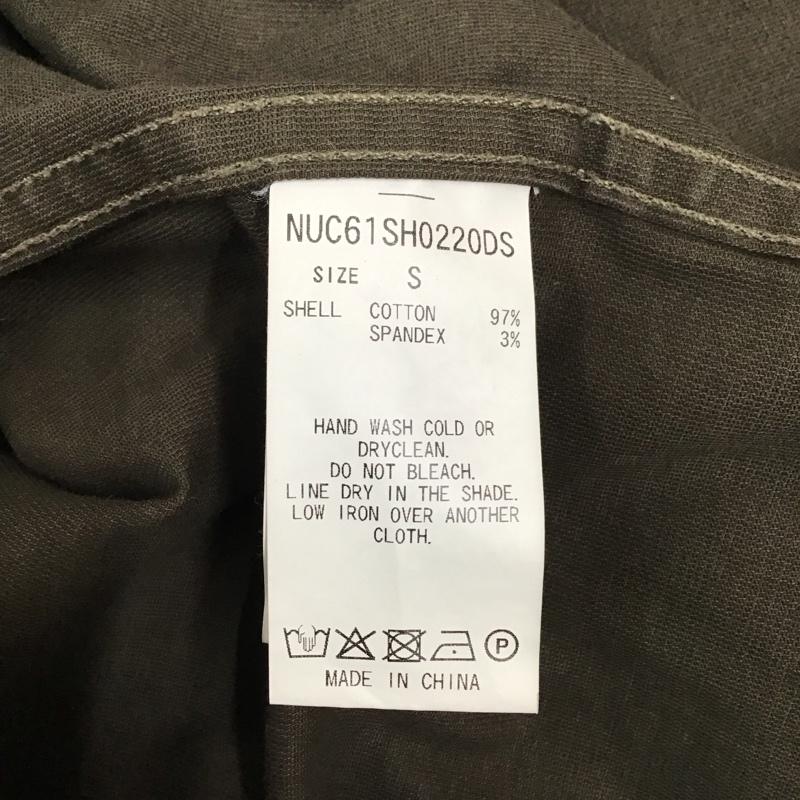 NUC61SH0220DS
SIZE S
SHELL COTTON 97%
SPANDEX 3%
HAND WASH COLD OR
DRYCLEAN.
DO NOT BLEACH.
LINE DRY IN THE SHADE.
LOW IRON OVER ANOTHER
CLOTH.
P
MADE IN CHINA